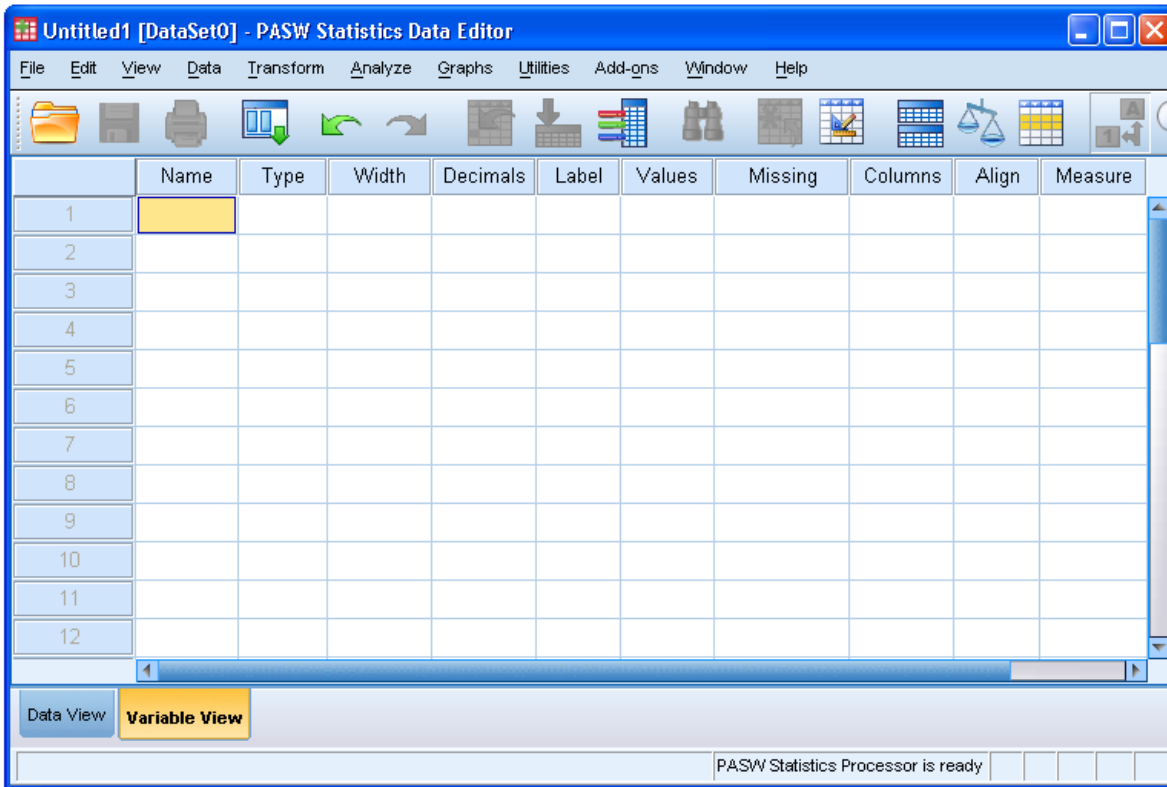 Untitled1 [DataSet0] - PASW Statistics Data Editor
File Edit View Data Transform Analyze Graphs Utilities Add-ons Window Help
A
1
Name Type Width Decimals Label Values Missing Columns Align Measure
1
2
3
4
5
6
7
8
9
10
11
12
Data View Variable View
PASW Statistics Processor is ready